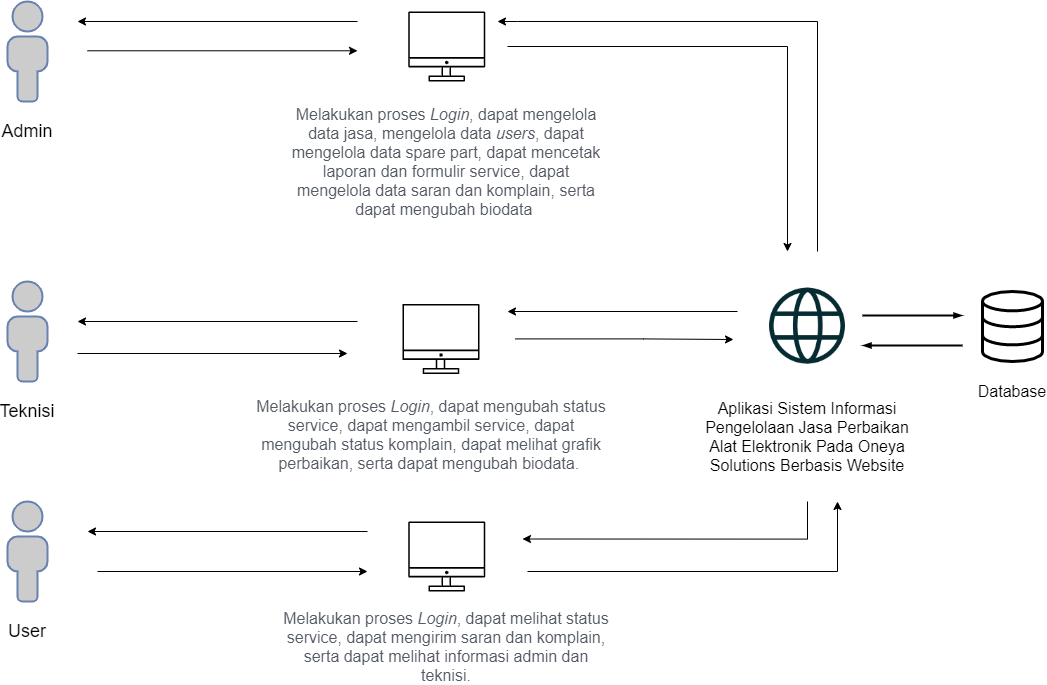 Admin
Melakukan proses Login, dapat mengelola
data jasa, mengelola data users, dapat
mengelola data spare part, dapat mencetak
laporan dan formulir service, dapat
mengelola data saran dan komplain, serta
dapat mengubah biodata
Teknisi
Melakukan proses Login, dapat mengubah status
service, dapat mengambil service, dapat
mengubah status komplain, dapat melihat grafik
perbaikan, serta dapat mengubah biodata.
Aplikasi Sistem Informasi
Pengelolaan Jasa Perbaikan
Alat Elektronik Pada Oneya
Solutions Berbasis Website
Database
User
Melakukan proses Login, dapat melihat status
service, dapat mengirim saran dan komplain,
serta dapat melihat informasi admin dan
teknisi.